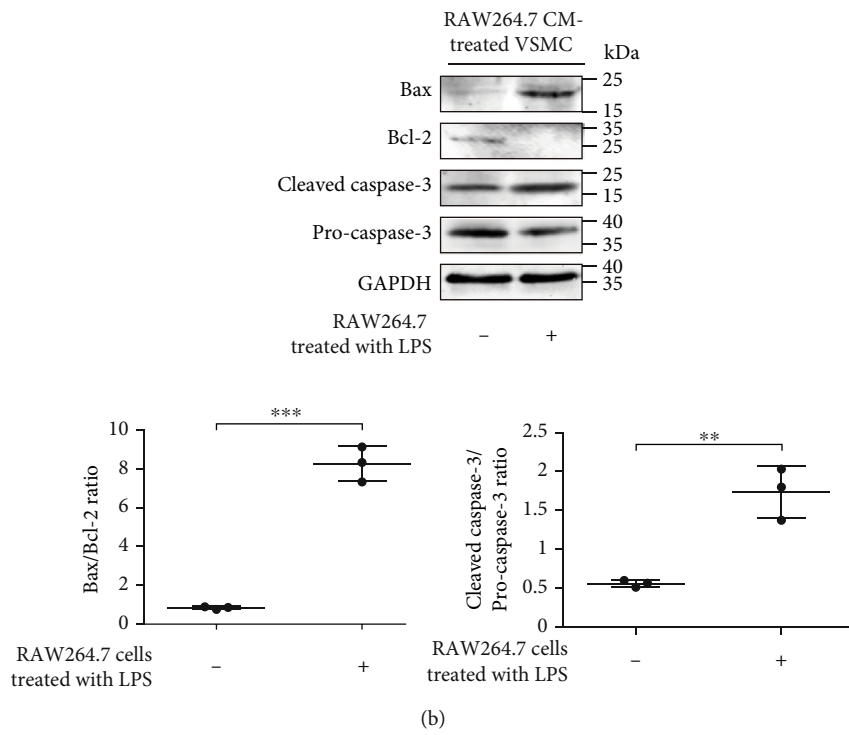 RAW264.7 CM-
treated VSMC
kDa
Bax
25
15
Bcl-2
35
25
Cleaved caspase-3
25
15
Pro-caspase-3
40
35
GAPDH
40
35
RAW264.7
treated with LPS
– +
Bax/Bcl-2 ratio
10
8
6
4
2
0
***
RAW264.7 cells
treated with LPS
– +
Cleaved caspase-3/
Pro-caspase-3 ratio
2.5
2
1.5
1
0.5
0
**
RAW264.7 cells
treated with LPS
– +
(b)